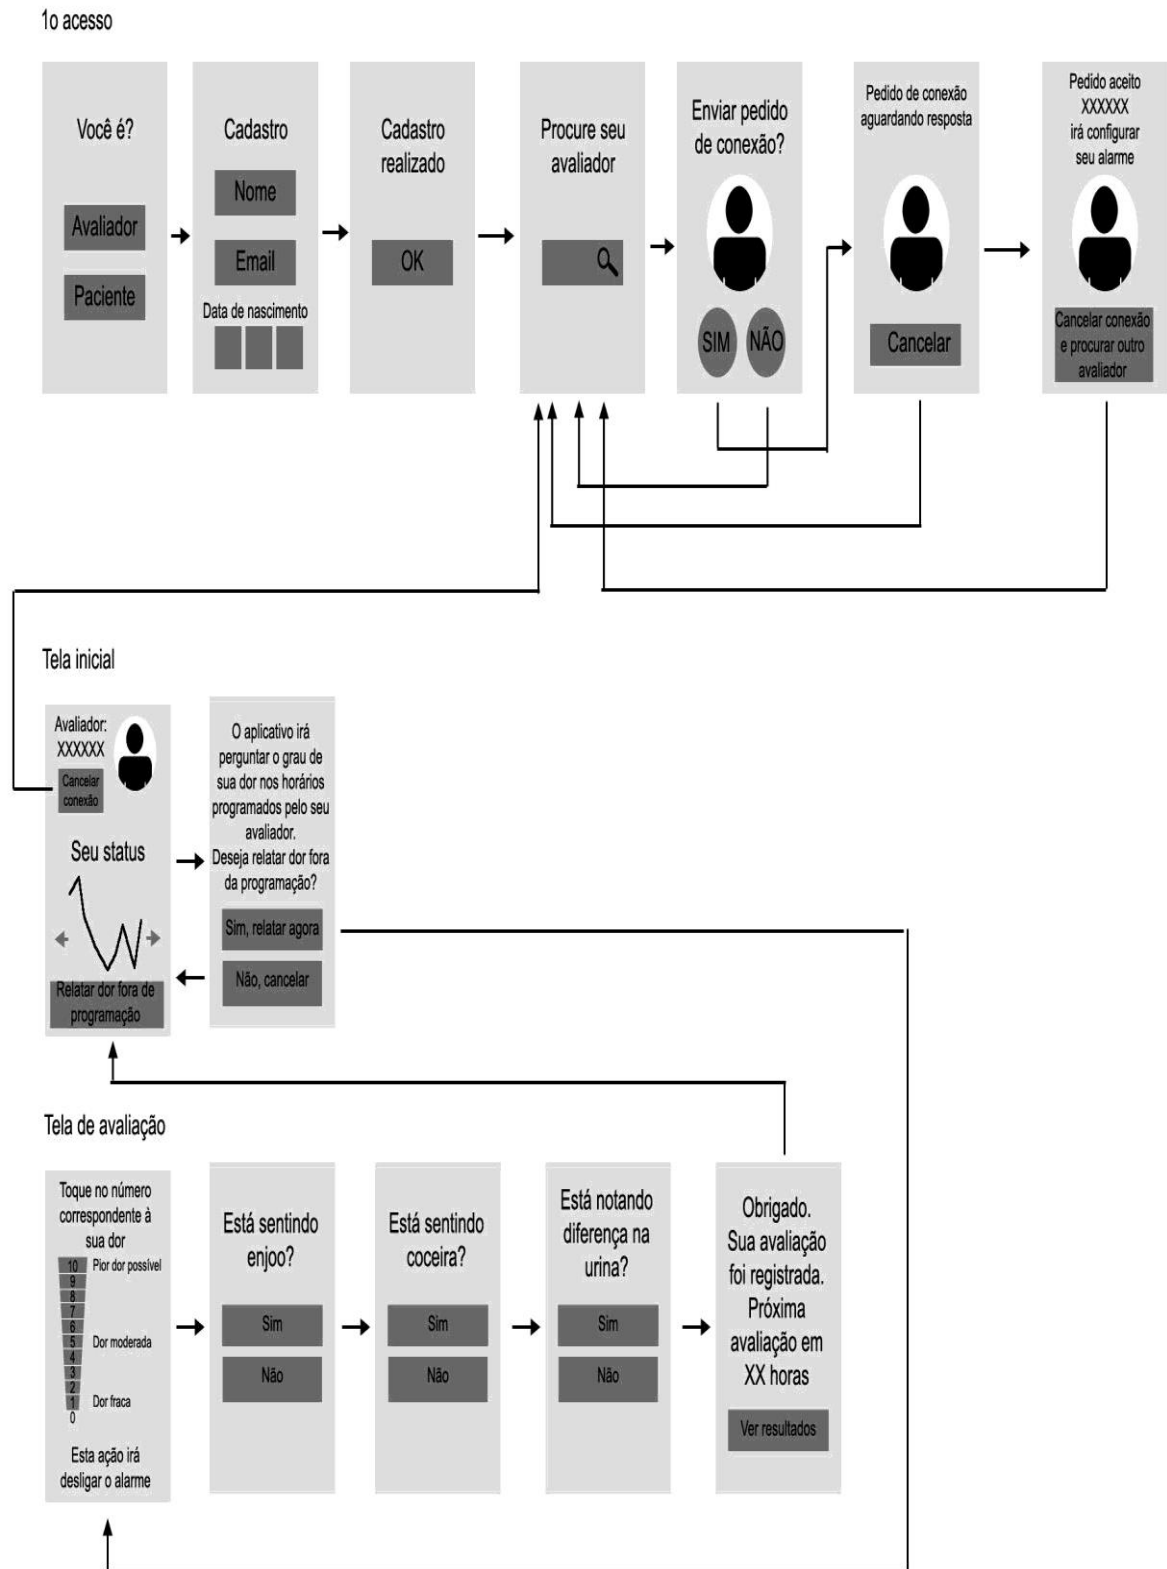 1o acesso
Você é?
Avaliador
Paciente
Cadastro
Nome
Email
Data de nascimento
Cadastro
realizado
OK
Procure seu
avaliador
Enviar pedido
de conexão?
SIM
NÃO
Pedido de conexão
aguardando resposta
Cancelar
Pedido aceito
XXXXXX
irá configurar
seu alarme
Cancelar conexão
e procurar outro
avaliador
Tela inicial
Avaliador:
XXXXXX
Cancelar
conexão
Seu status
Relatar dor fora de
programação
O aplicativo irá
perguntar o grau de
sua dor nos horários
programados pelo seu
avaliador.
Deseja relatar dor fora
da programação?
Sim, relatar agora
Não, cancelar
Tela de avaliação
Toque no número
correspondente à
sua dor
10 Pior dor possível
9
8
7
6
5 Dor moderada
4
3
2
1 Dor fraca
0
Esta ação irá
desligar o alarme
Está sentindo
enjoo?
Sim
Não
Está sentindo
coceira?
Sim
Não
Está notando
diferença na
urina?
Sim
Não
Obrigado.
Sua avaliação
foi registrada.
Próxima
avaliação em
XX horas
Ver resultados